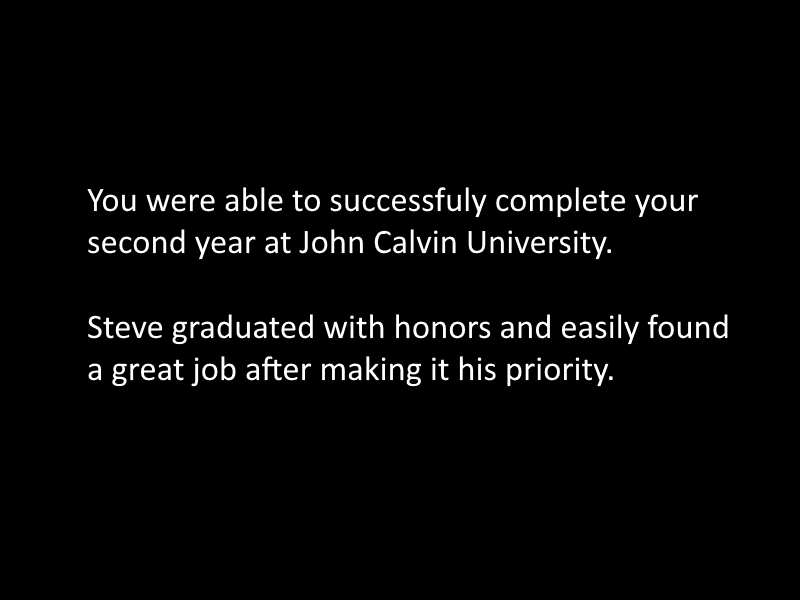 You were able to successfuly complete your
second year at John Calvin University.
Steve graduated with honors and easily found
a great job after making it his priority.